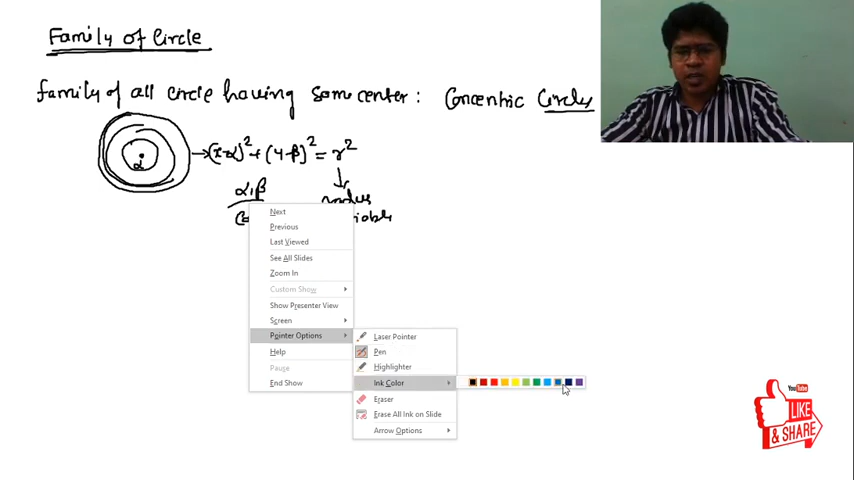 Family of Circle
family of all circle having same center : Concentric Circles
α
(x-α)² + (y-β)² = r²
α, β
radius
Next
Previous
Last Viewed
See All Slides
Zoom In
Custom Show
Show Presenter View
Screen
Pointer Options
Help
Pause
End Show
Laser Pointer
Pen
Highlighter
Ink Color
Eraser
Erase All Ink on Slide
Arrow Options
YouTube
LIKE
& SHARE